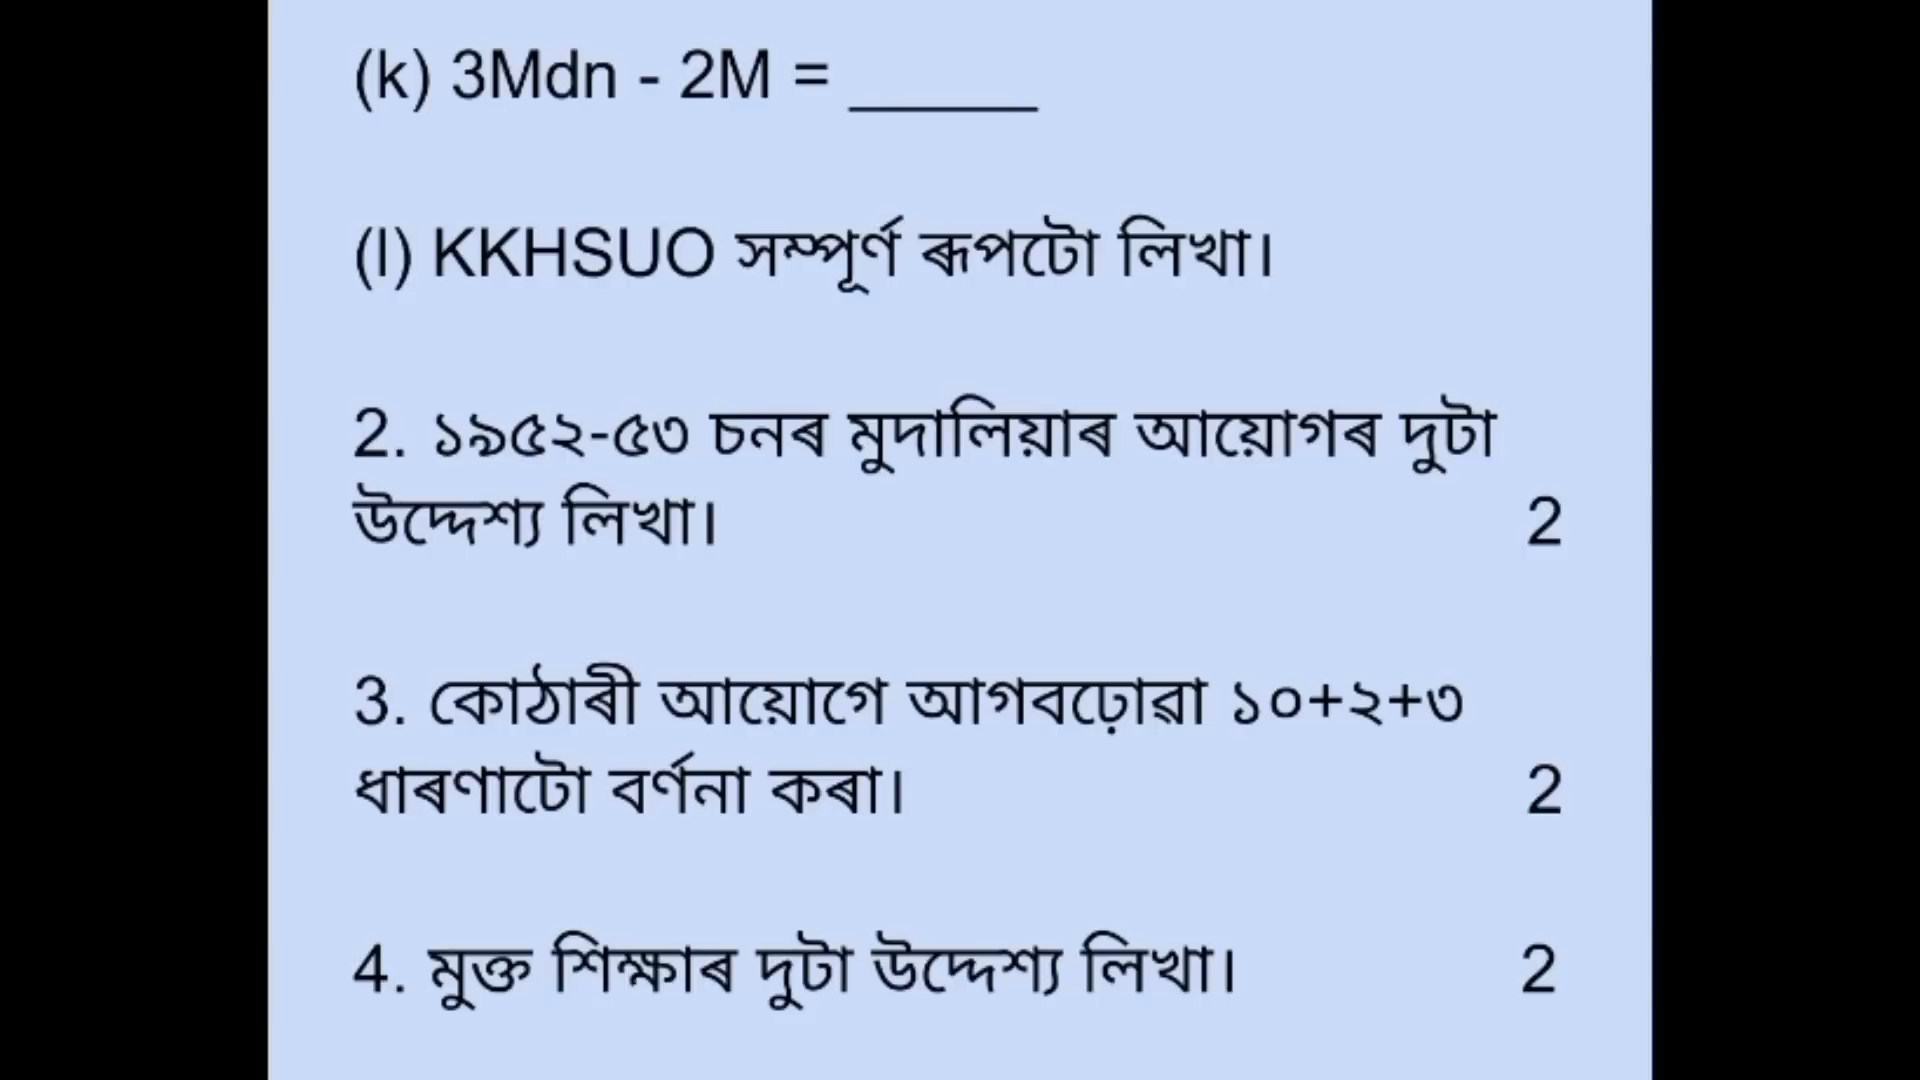 (k) 3Mdn - 2M = ______
(l) KKHSUO সম্পূৰ্ণ ৰূপটো লিখা।
2. ১৯৫২-৫৩ চনৰ মুদালিয়াৰ আয়োগৰ দুটা
উদ্দেশ্য লিখা। 2
3. কোঠাৰী আয়োগে আগবঢ়োৱা ১০+২+৩
ধাৰণাটো বৰ্ণনা কৰা। 2
4. মুক্ত শিক্ষাৰ দুটা উদ্দেশ্য লিখা। 2